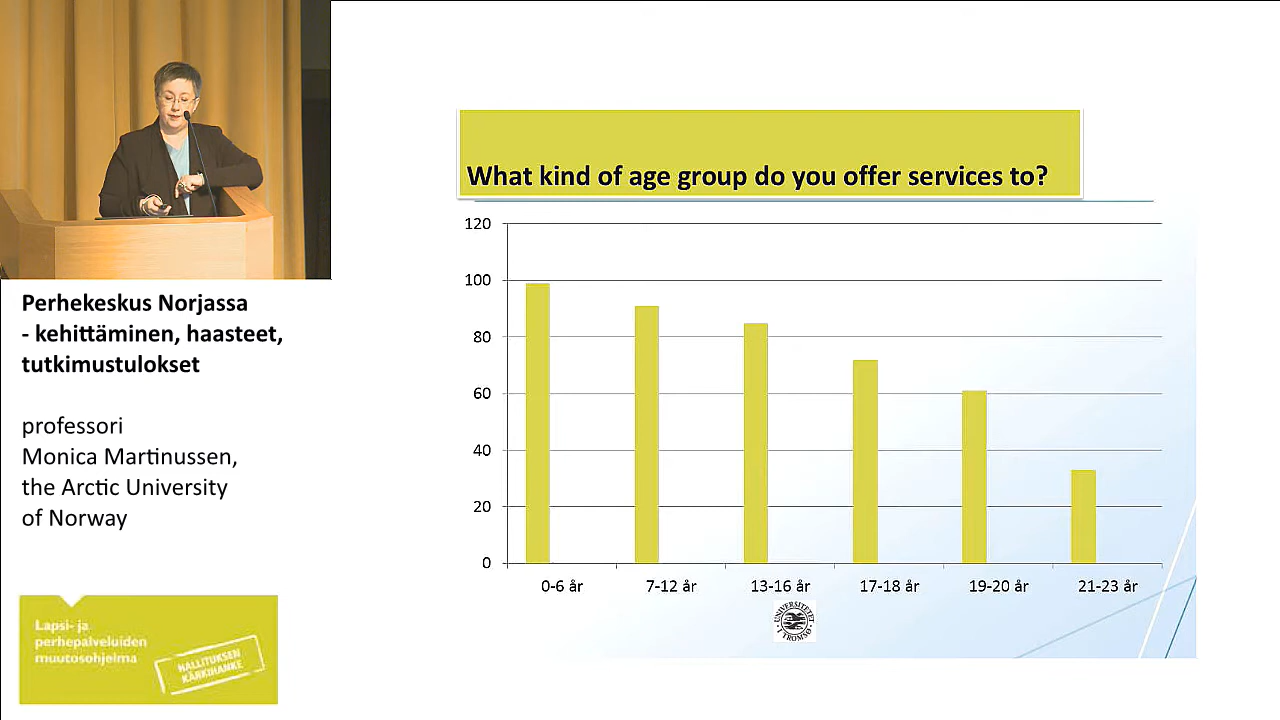 What kind of age group do you offer services to?
120
100
80
60
40
20
0
0-6 år
7-12 år
13-16 år
17-18 år
19-20 år
21-23 år
UNIVERSITETET
I TROMSØ
Perhekeskus Norjassa
- kehittäminen, haasteet,
tutkimustulokset
professori
Monica Martinussen,
the Arctic University
of Norway
Lapsi- ja
perhepalveluiden
muutosohjelma
HALLITUKSEN
KÄRKIHANKE